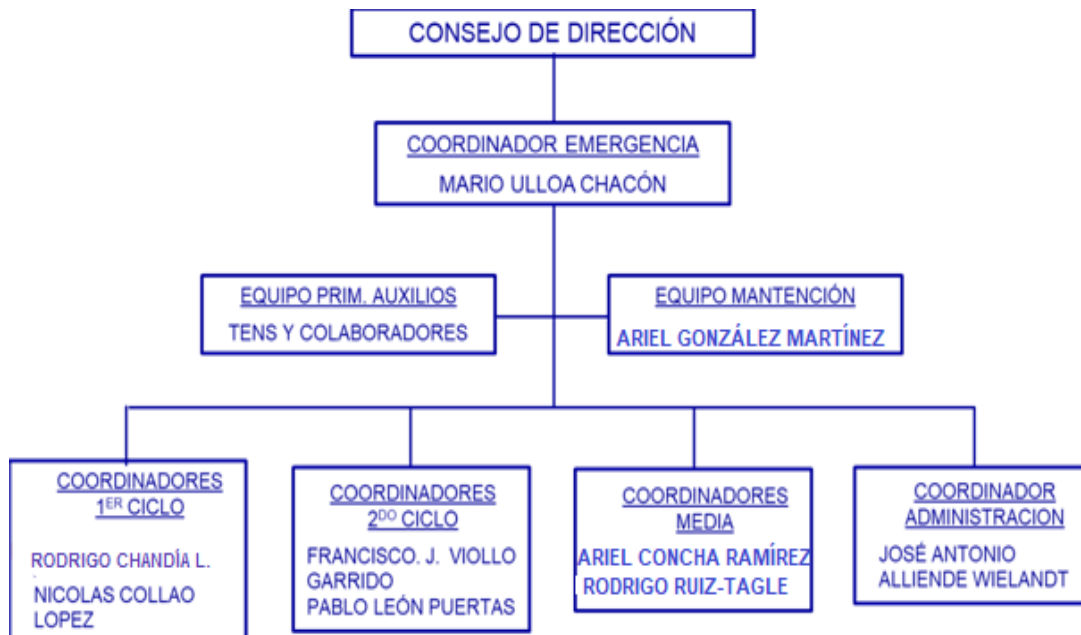 CONSEJO DE DIRECCIÓN
COORDINADOR EMERGENCIA
MARIO ULLOA CHACÓN
EQUIPO PRIM. AUXILIOS
TENS Y COLABORADORES
EQUIPO MANTENCIÓN
ARIEL GONZÁLEZ MARTÍNEZ
COORDINADORES
1ER CICLO
RODRIGO CHANDÍA L.
NICOLAS COLLAO
LOPEZ
COORDINADORES
2DO CICLO
FRANCISCO. J. VIOLLO
GARRIDO
PABLO LEÓN PUERTAS
COORDINADORES
MEDIA
ARIEL CONCHA RAMÍREZ
RODRIGO RUIZ-TAGLE
COORDINADOR
ADMINISTRACION
JOSÉ ANTONIO
ALLIENDE WIELANDT